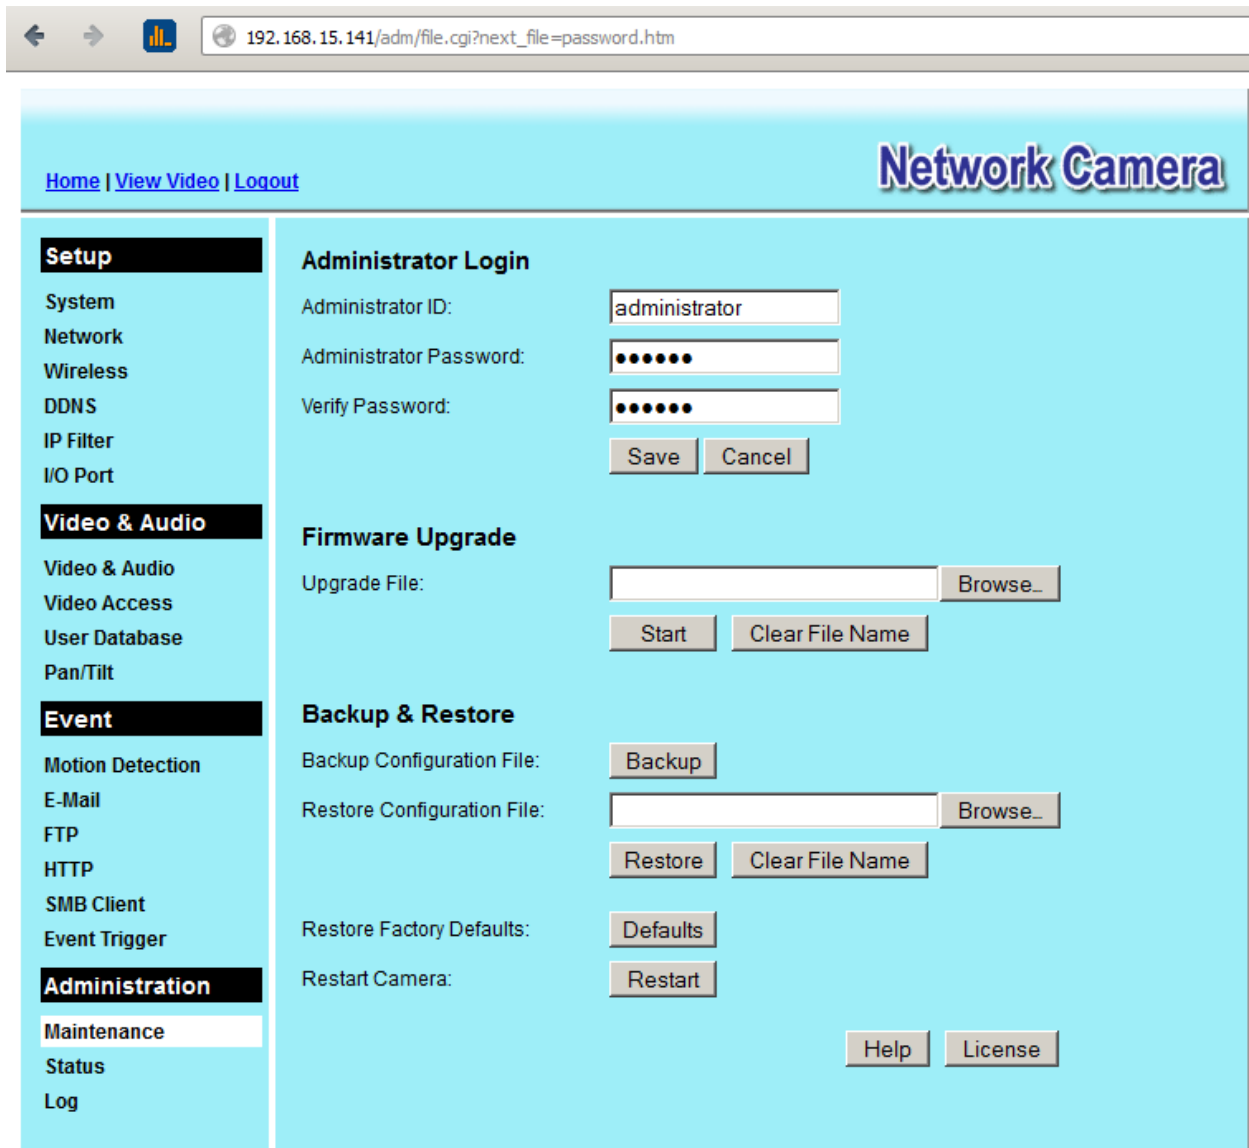 192.168.15.141/adm/file.cgi?next_file=password.htm
Network Camera
Home | View Video | Logout
Setup
System
Network
Wireless
DDNS
IP Filter
I/O Port
Video & Audio
Video & Audio
Video Access
User Database
Pan/Tilt
Event
Motion Detection
E-Mail
FTP
HTTP
SMB Client
Event Trigger
Administration
Maintenance
Status
Log
Administrator Login
Administrator ID: administrator
Administrator Password: ●●●●●●
Verify Password: ●●●●●●
Save Cancel
Firmware Upgrade
Upgrade File: Browse…
Start Clear File Name
Backup & Restore
Backup Configuration File: Backup
Restore Configuration File: Browse…
Restore Clear File Name
Restore Factory Defaults: Defaults
Restart Camera: Restart
Help License